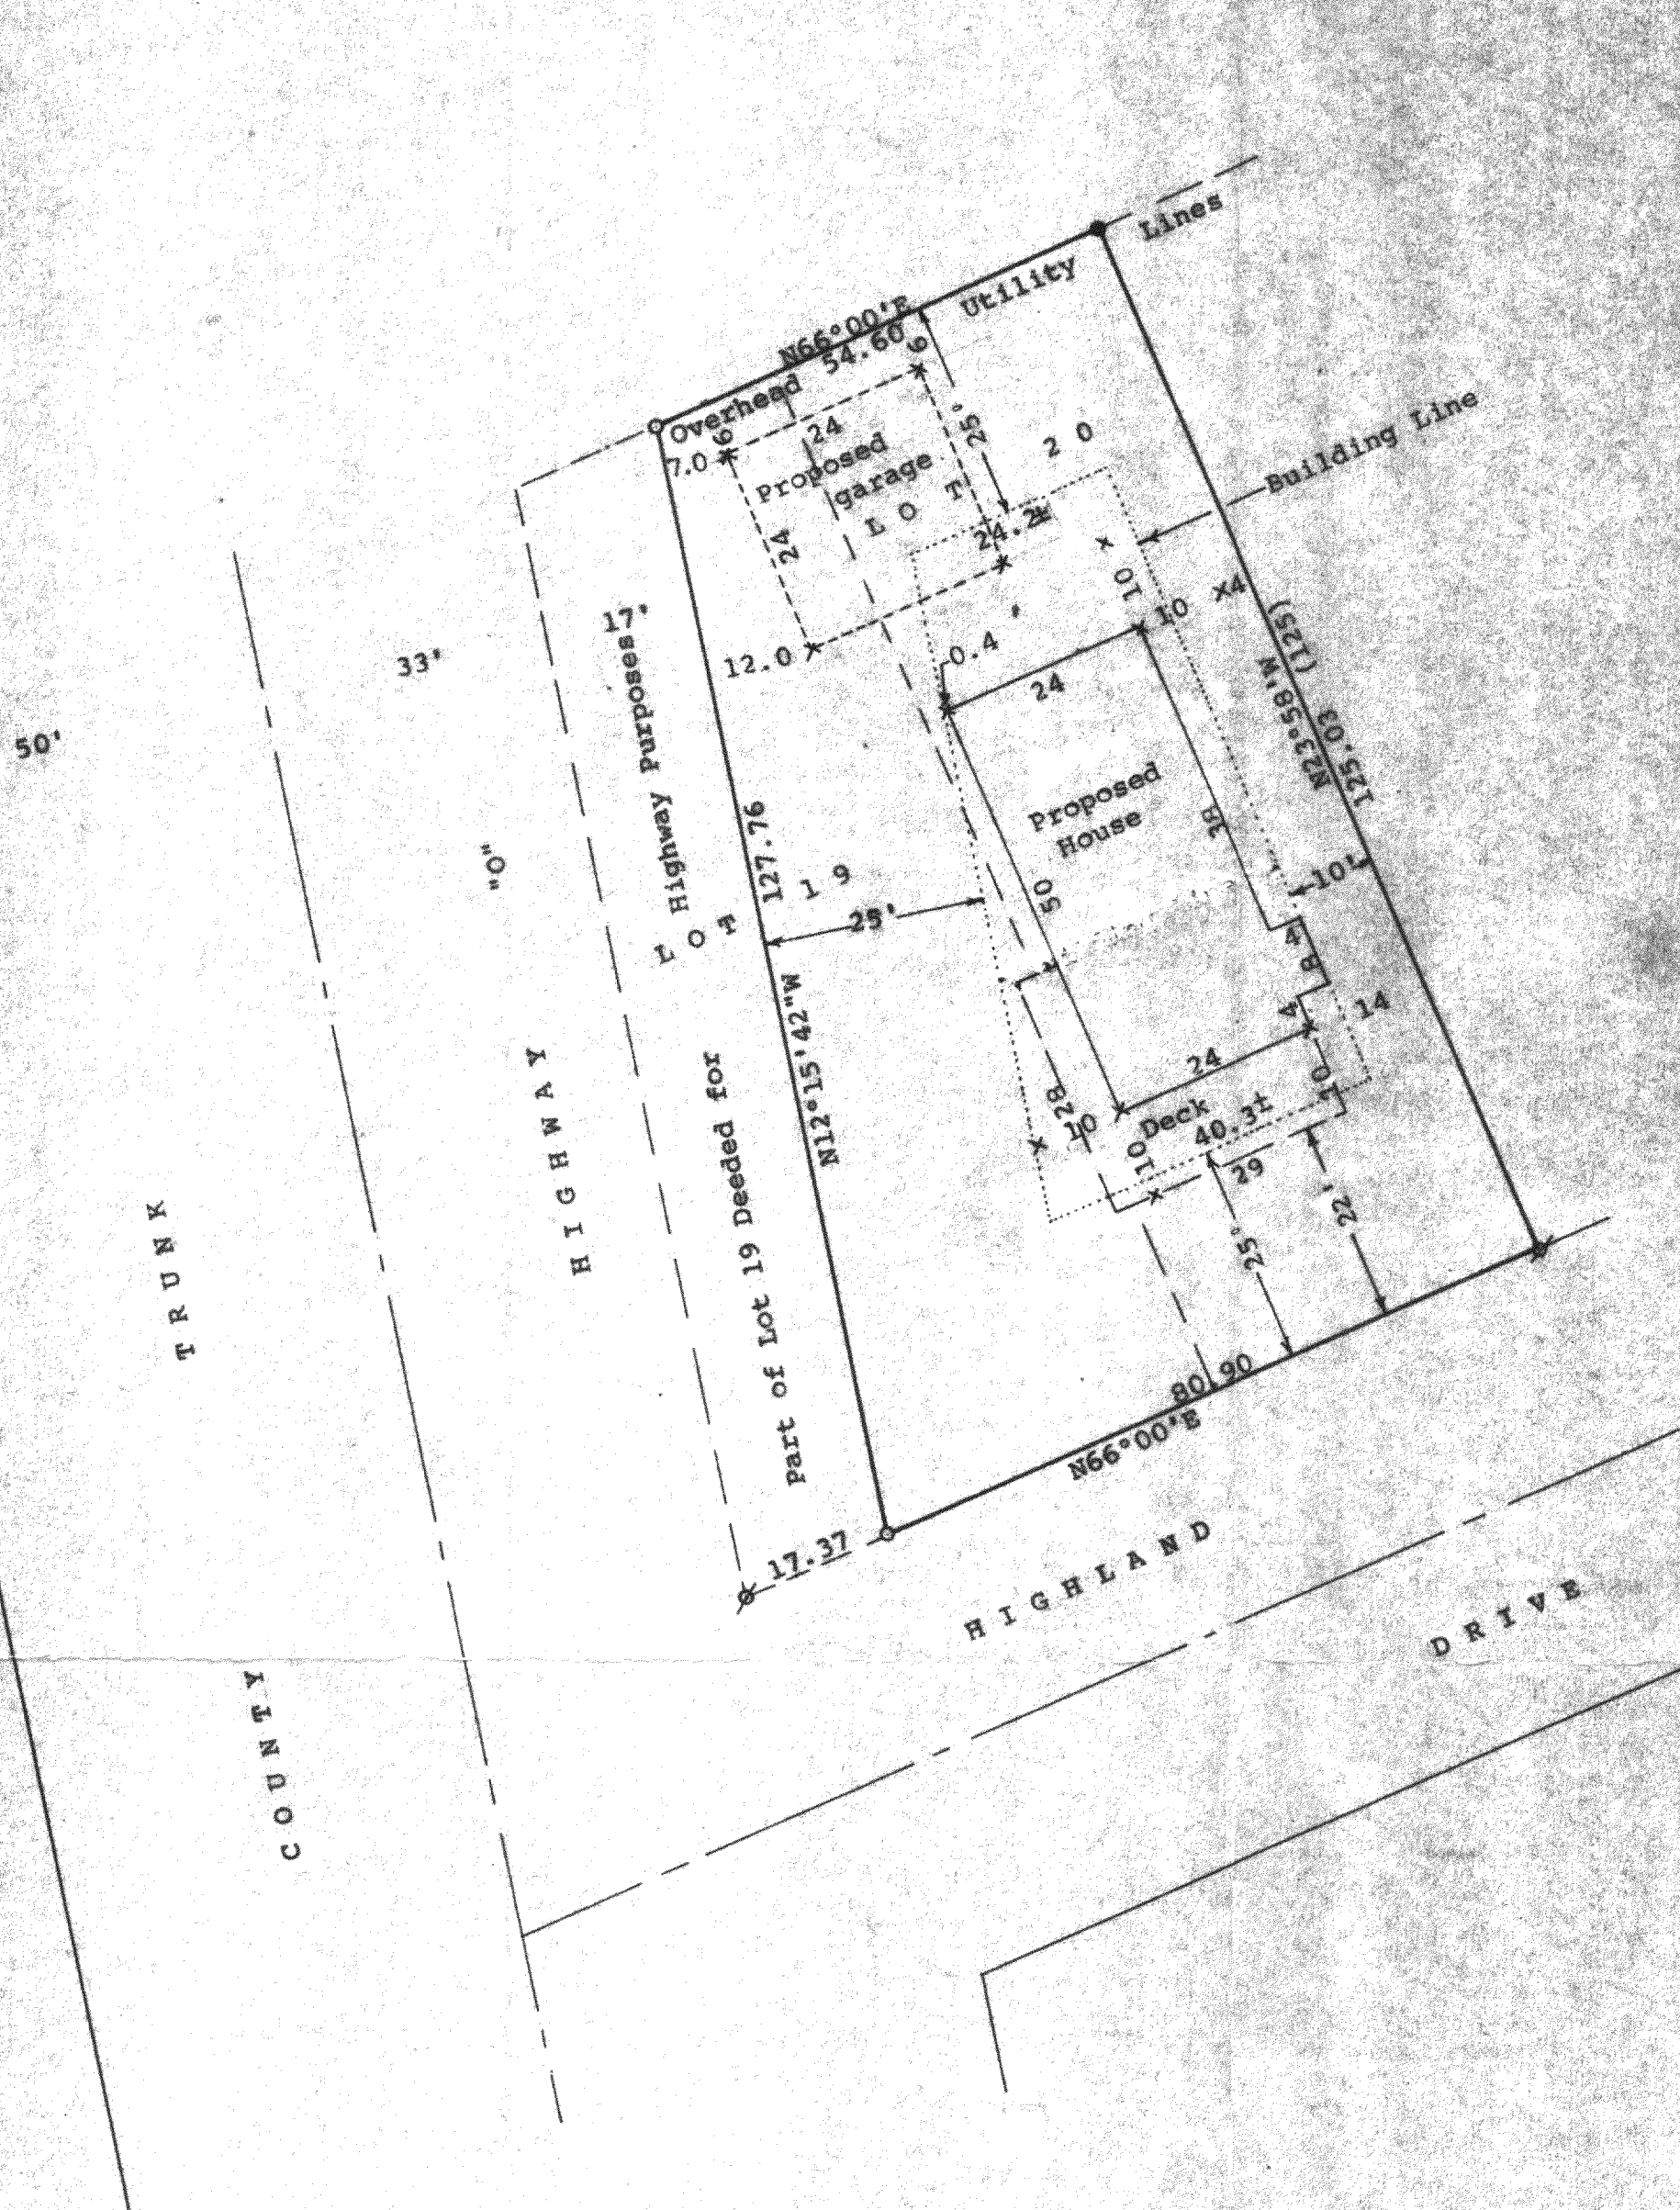 Lines
Utility
N66°00'E
54.60
Overhead
6
6
7.0
24
Proposed
garage
LOT
20
25'
24.2±
24
12.0
Building Line
10
10
4
0.4
24
17'
33'
50'
N23°58'W (125)
125.03
Proposed
House
38
50
127.76
LOT 19
25'
10'
"O"
4
8
4
14
N12°15'42"W
24
10
28
10
Deck
40.3±
10
29
22'
25'
Part of Lot 19 Deeded for Highway Purposes
80.90
N66°00'E
17.37
HIGHLAND DRIVE
COUNTY TRUNK HIGHWAY